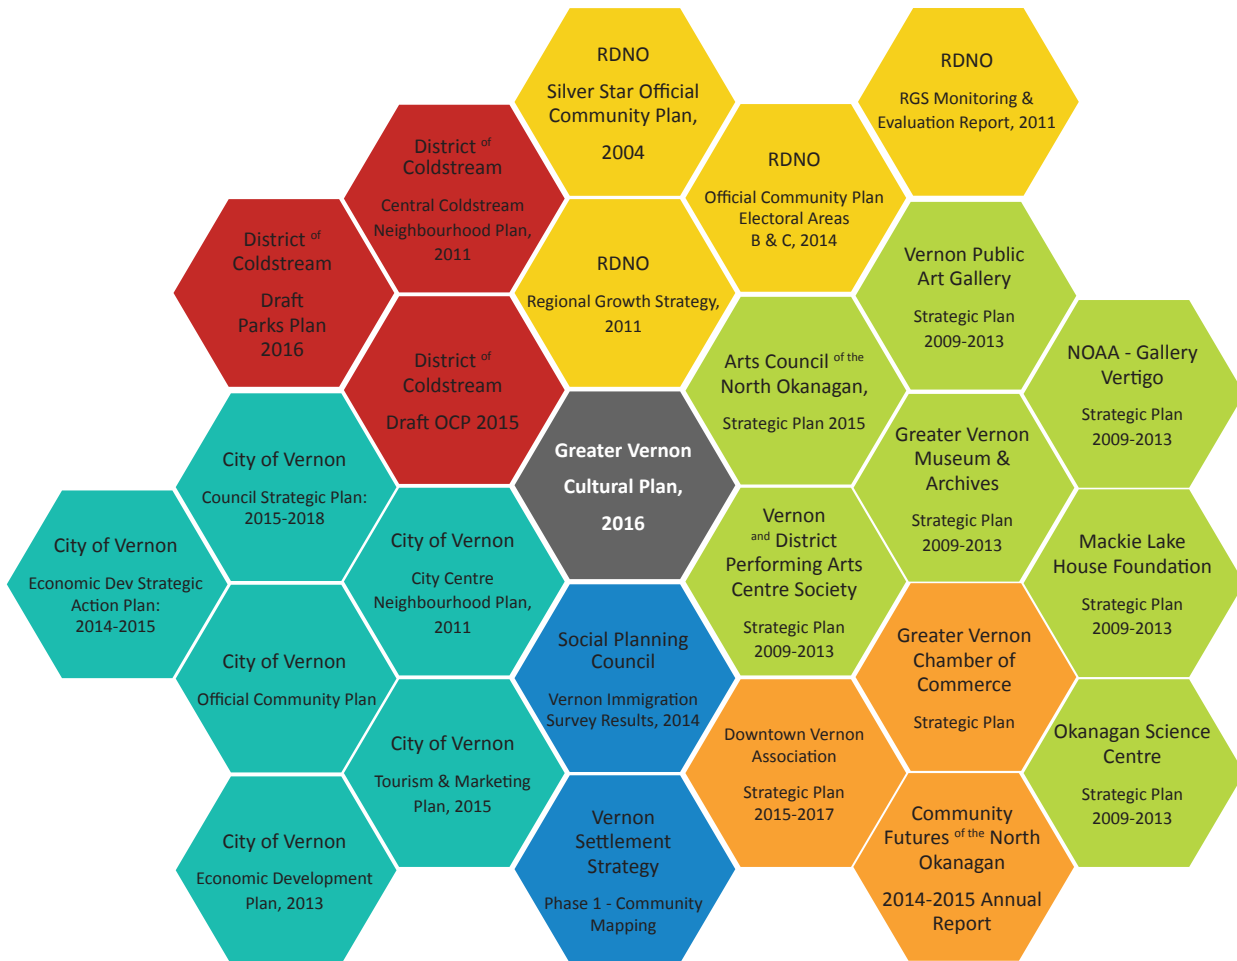 RDNO
Silver Star Official
Community Plan,
2004
RDNO
RGS Monitoring &
Evaluation Report, 2011
District of
Coldstream
Central Coldstream
Neighbourhood Plan,
2011
RDNO
Official Community Plan
Electoral Areas
B & C, 2014
District of
Coldstream
Draft
Parks Plan
2016
RDNO
Regional Growth Strategy,
2011
Vernon Public
Art Gallery
Strategic Plan
2009-2013
District of
Coldstream
Draft OCP 2015
Arts Council of the
North Okanagan,
Strategic Plan 2015
NOAA - Gallery
Vertigo
Strategic Plan
2009-2013
City of Vernon
Council Strategic Plan:
2015-2018
Greater Vernon
Cultural Plan,
2016
Greater Vernon
Museum &
Archives
Strategic Plan
2009-2013
City of Vernon
Economic Dev Strategic
Action Plan:
2014-2015
City of Vernon
City Centre
Neighbourhood Plan,
2011
Vernon
and District
Performing Arts
Centre Society
Strategic Plan
2009-2013
Mackie Lake
House Foundation
Strategic Plan
2009-2013
City of Vernon
Official Community Plan
Social Planning
Council
Vernon Immigration
Survey Results, 2014
Greater Vernon
Chamber of
Commerce
Strategic Plan
City of Vernon
Tourism & Marketing
Plan, 2015
Downtown Vernon
Association
Strategic Plan
2015-2017
Okanagan Science
Centre
Strategic Plan
2009-2013
City of Vernon
Economic Development
Plan, 2013
Vernon
Settlement
Strategy
Phase 1 - Community
Mapping
Community
Futures of the North
Okanagan
2014-2015 Annual
Report